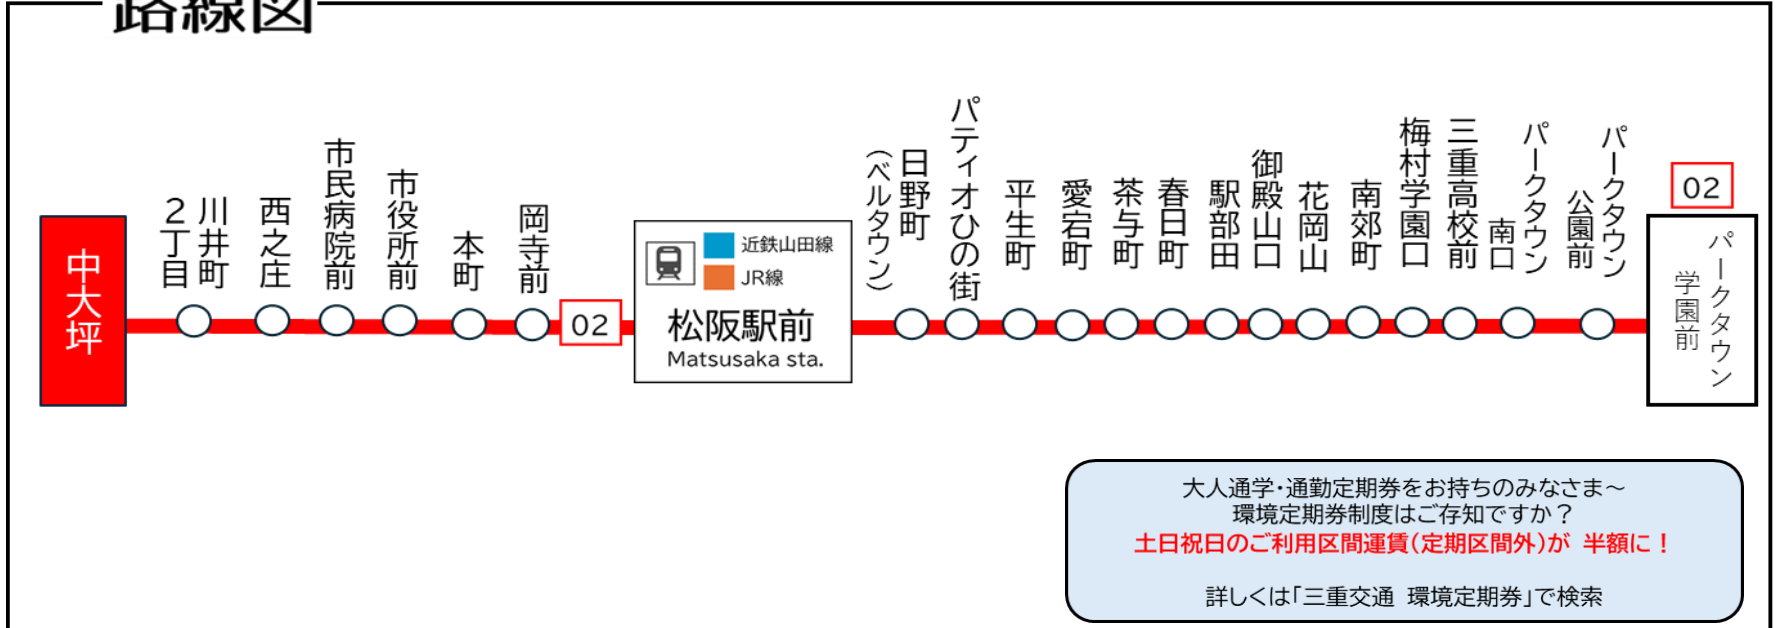 路線図
中大坪
川井町
2丁目
西之庄
市民病院前
市役所前
本町
岡寺前
02
近鉄山田線
JR線
松阪駅前
Matsusaka sta.
日野町
(ベルタウン)
パティオひの街
平生町
愛宕町
茶与町
春日町
駅部田
御殿山口
花岡山
南郊町
梅村学園口
三重高校前
パークタウン
南口
パークタウン
公園前
02
パークタウン
学園前
大人通学・通勤定期券をお持ちのみなさま～
環境定期券制度はご存知ですか？
土日祝日のご利用区間運賃(定期区間外)が 半額に！
詳しくは「三重交通 環境定期券」で検索